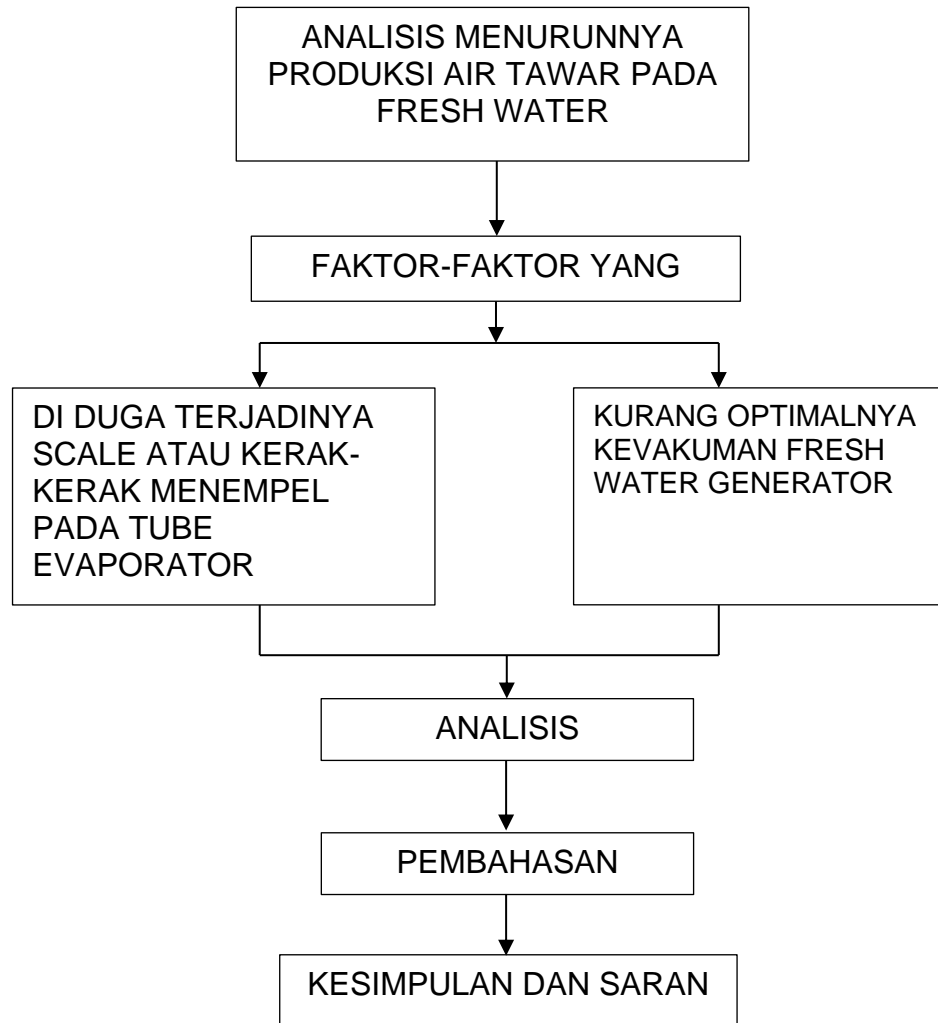 ANALISIS MENURUNNYA
PRODUKSI AIR TAWAR PADA
FRESH WATER
FAKTOR-FAKTOR YANG
DI DUGA TERJADINYA
SCALE ATAU KERAK-
KERAK MENEMPEL
PADA TUBE
EVAPORATOR
KURANG OPTIMALNYA
KEVAKUMAN FRESH
WATER GENERATOR
ANALISIS
PEMBAHASAN
KESIMPULAN DAN SARAN